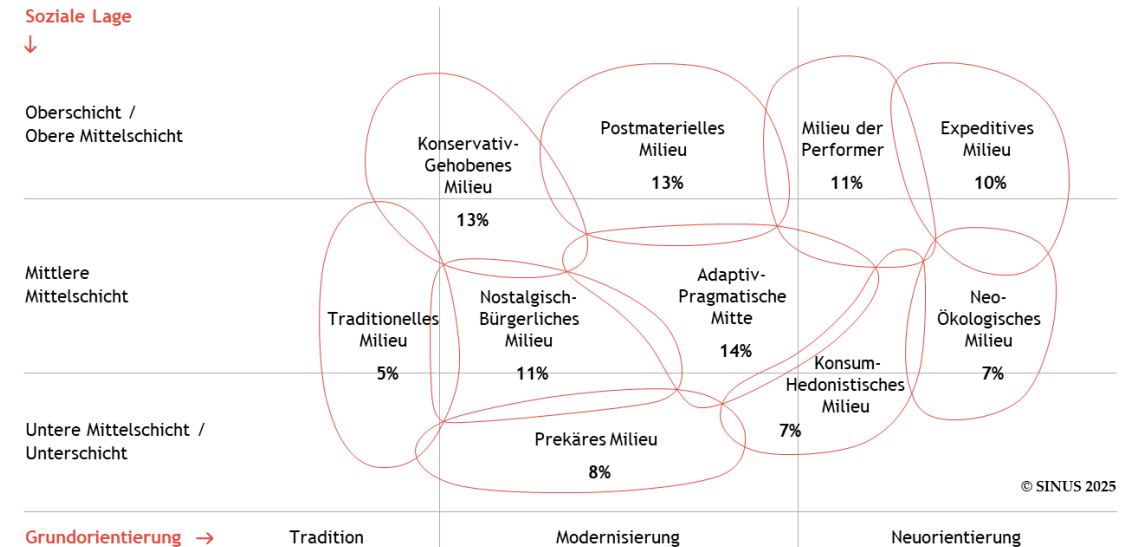 Soziale Lage
↓
Oberschicht /
Obere Mittelschicht
Konservativ-
Gehobenes
Milieu
13%
Postmaterielles
Milieu
13%
Milieu der
Performer
11%
Expeditives
Milieu
10%
Mittlere
Mittelschicht
Traditionelles
Milieu
5%
Nostalgisch-
Bürgerliches
Milieu
11%
Adaptiv-
Pragmatische
Mitte
14%
Konsum-
Hedonistisches
Milieu
7%
Neo-
Ökologisches
Milieu
7%
Untere Mittelschicht /
Unterschicht
Prekäres Milieu
8%
© SINUS 2025
Grundorientierung → Tradition Modernisierung Neuorientierung